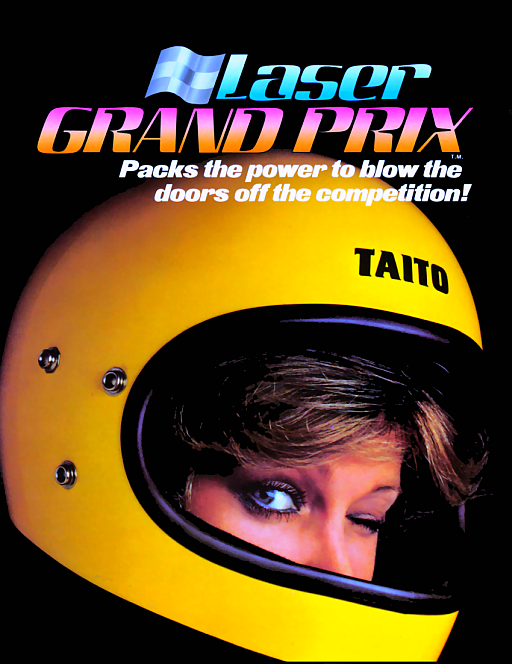 Laser
GRAND PRIX
T.M.
Packs the power to blow the
doors off the competition!
TAITO